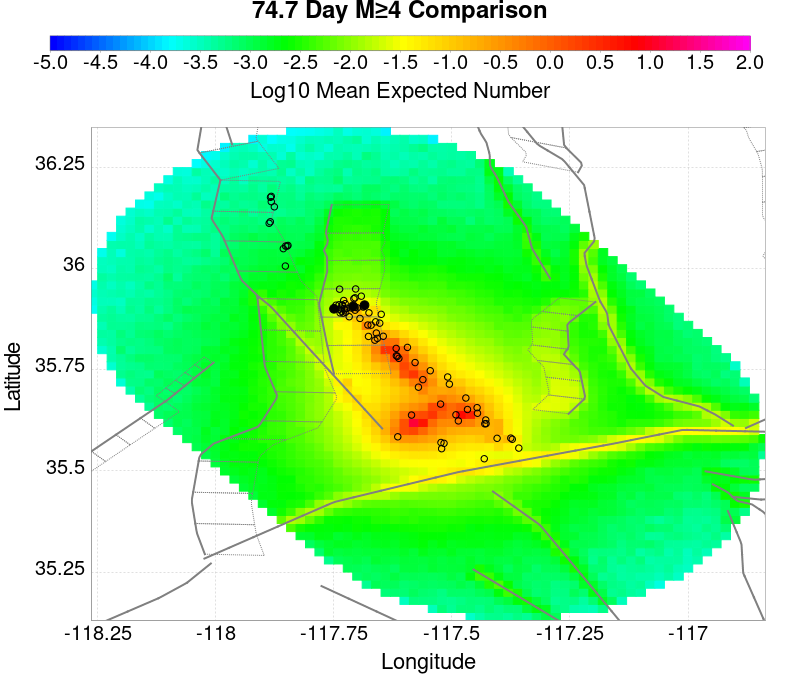 74.7 Day M≥4 Comparison
-5.0 -4.5 -4.0 -3.5 -3.0 -2.5 -2.0 -1.5 -1.0 -0.5 0.0 0.5 1.0 1.5 2.0
Log10 Mean Expected Number
36.25
36
35.75
35.5
35.25
Latitude
-118.25 -118 -117.75 -117.5 -117.25 -117
Longitude